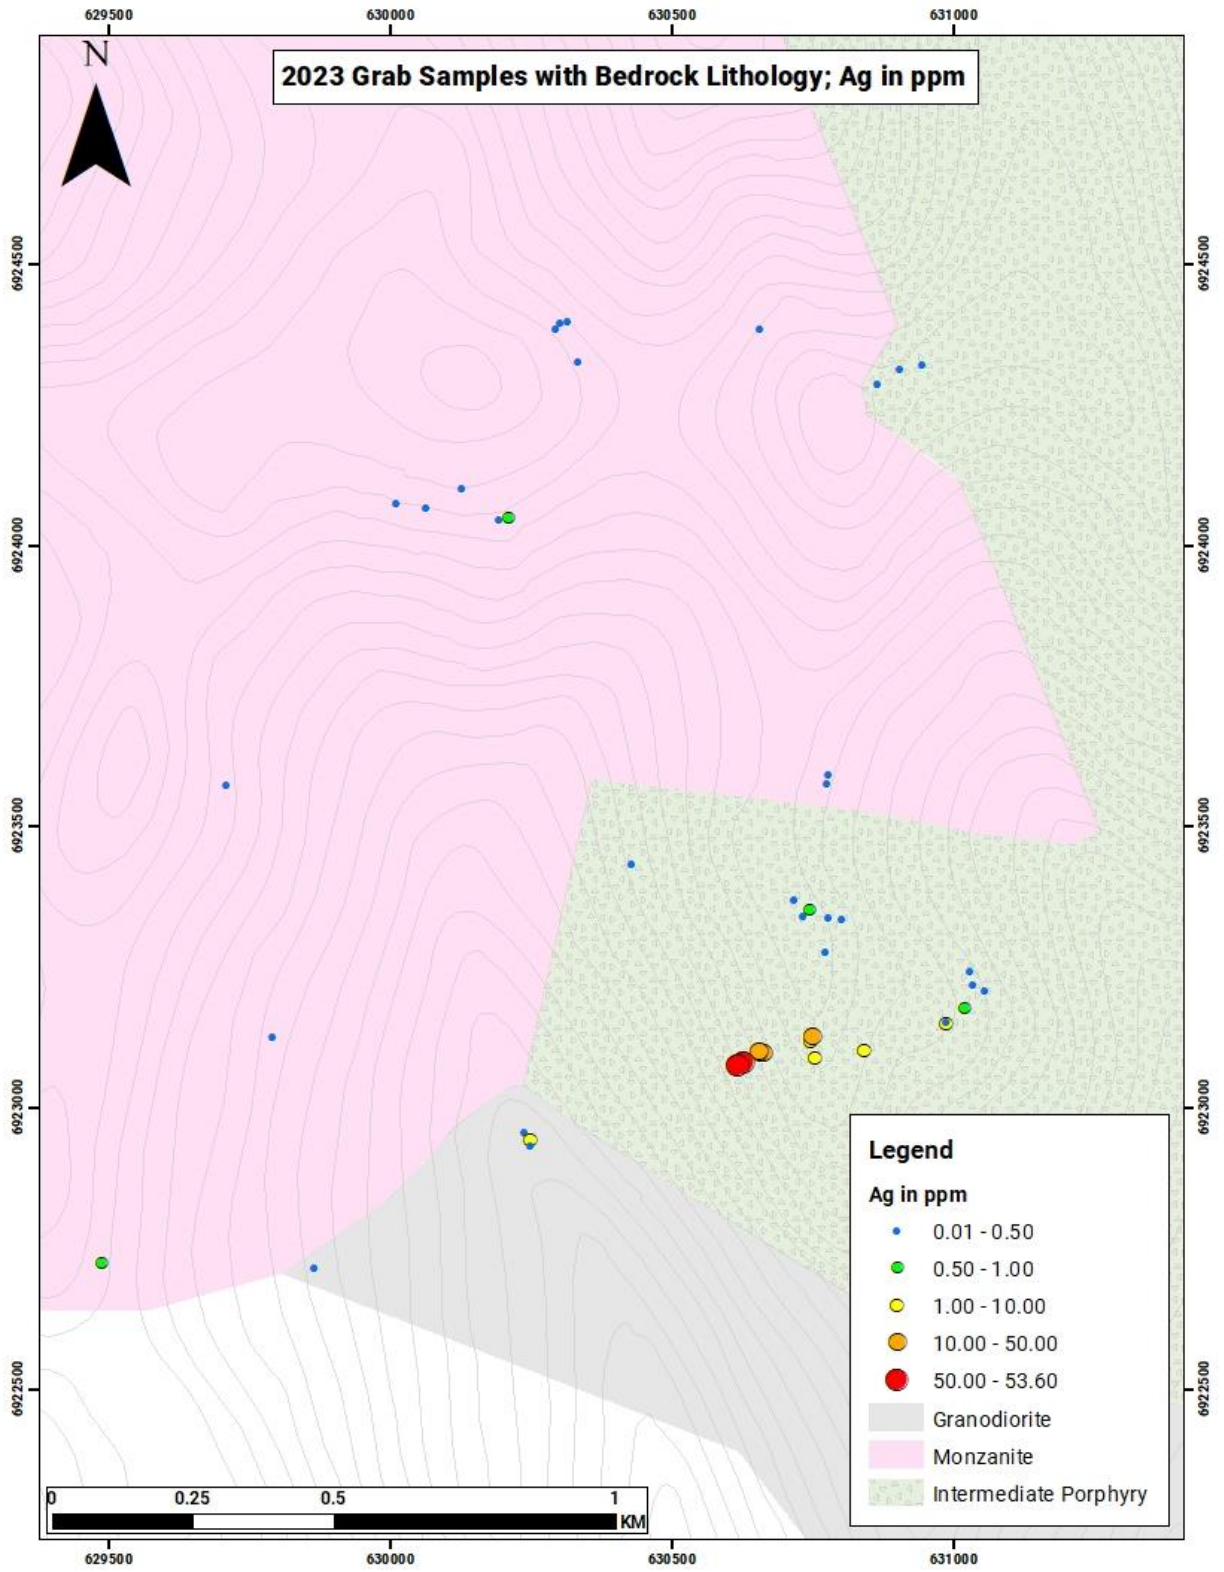 629500 630000 630500 631000
N
2023 Grab Samples with Bedrock Lithology; Ag in ppm
6924500 6924500
6924000 6924000
6923500 6923500
6923000 6923000
Legend
Ag in ppm
0.01 - 0.50
0.50 - 1.00
1.00 - 10.00
10.00 - 50.00
50.00 - 53.60
6922500 6922500
Granodiorite
Monzanite
Intermediate Porphyry
0 0.25 0.5 1
KM
629500 630000 630500 631000